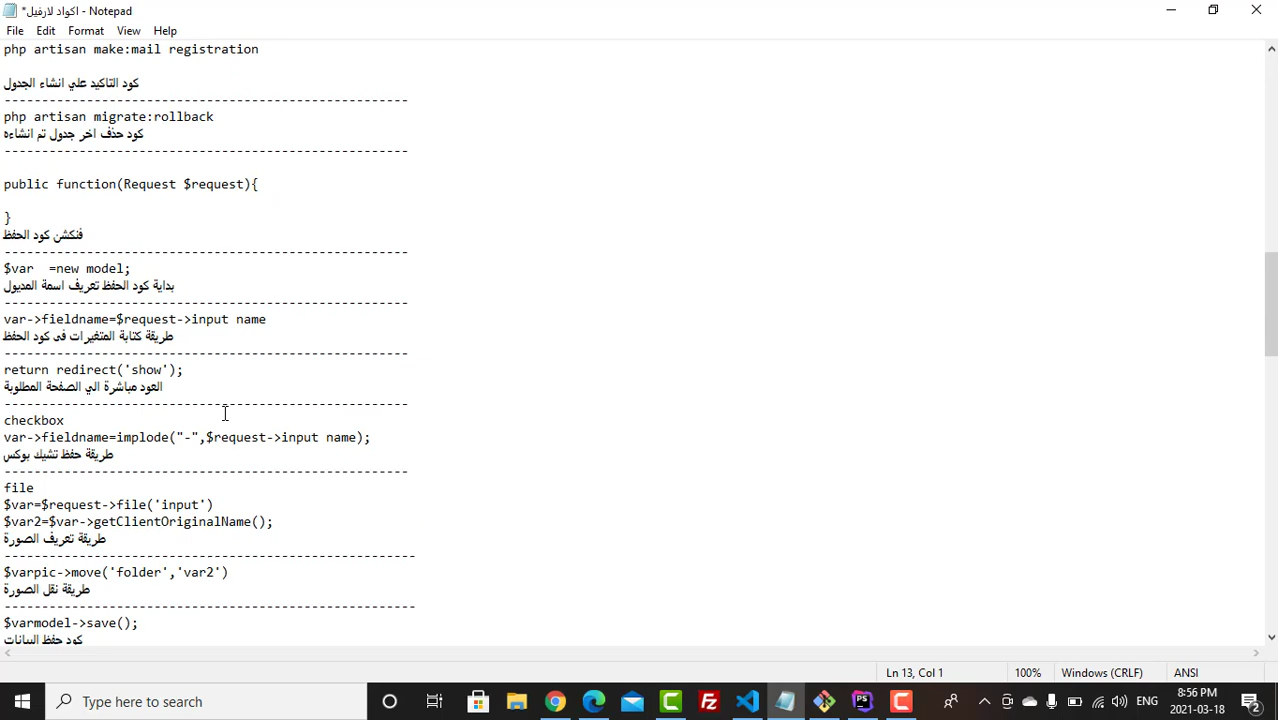 *اكواد لارفيل - Notepad
File Edit Format View Help
php artisan make:mail registration
كود التاكيد علي انشاء الجدول
------------------------------------------------------
php artisan migrate:rollback
كود حذف اخر جدول تم انشاءه
------------------------------------------------------
public function(Request $request){
}
فنكشن كود الحفظ
------------------------------------------------------
$var  =new model;
بداية كود الحفظ تعريف اسمة المديول
------------------------------------------------------
var->fieldname=$request->input name
طريقة كتابة المتغيرات فى كود الحفظ
------------------------------------------------------
return redirect('show');
العود مباشرة الي الصفحة المطلوبة
------------------------------------------------------
checkbox
var->fieldname=implode("-",$request->input name);
طريقة حفظ تشيك بوكس
------------------------------------------------------
file
$var=$request->file('input')
$var2=$var->getClientOriginalName();
طريقة تعريف الصورة
-------------------------------------------------------
$varpic->move('folder','var2')
طريقة نقل الصورة
-------------------------------------------------------
$varmodel->save();
كود حفظ البيانات
Ln 13, Col 1 100% Windows (CRLF) ANSI
Type here to search
ENG
8:56 PM
2021-03-18
2